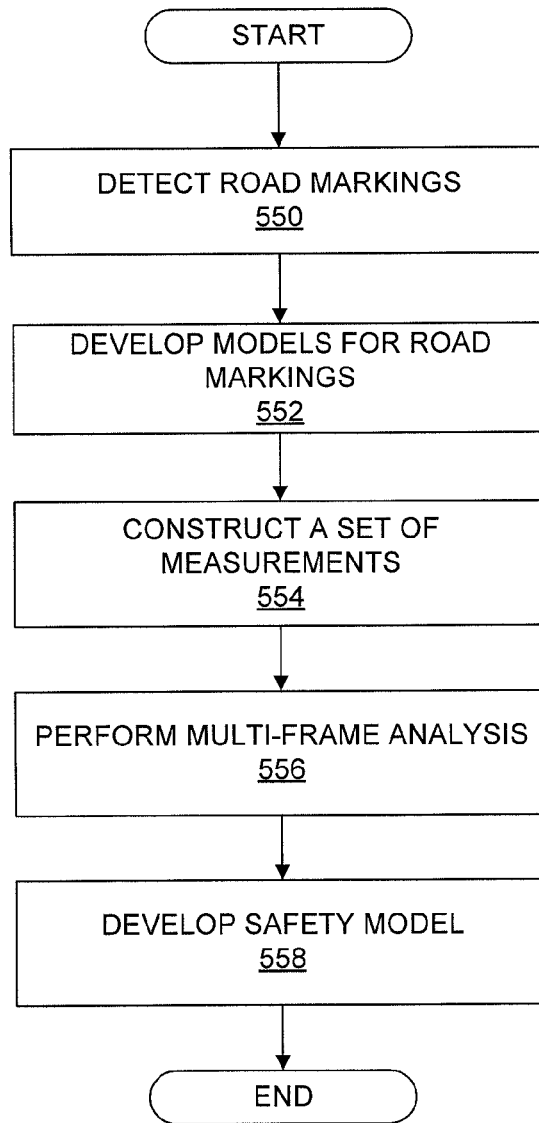 START
DETECT ROAD MARKINGS
550
DEVELOP MODELS FOR ROAD
MARKINGS
552
CONSTRUCT A SET OF
MEASUREMENTS
554
PERFORM MULTI-FRAME ANALYSIS
556
DEVELOP SAFETY MODEL
558
END